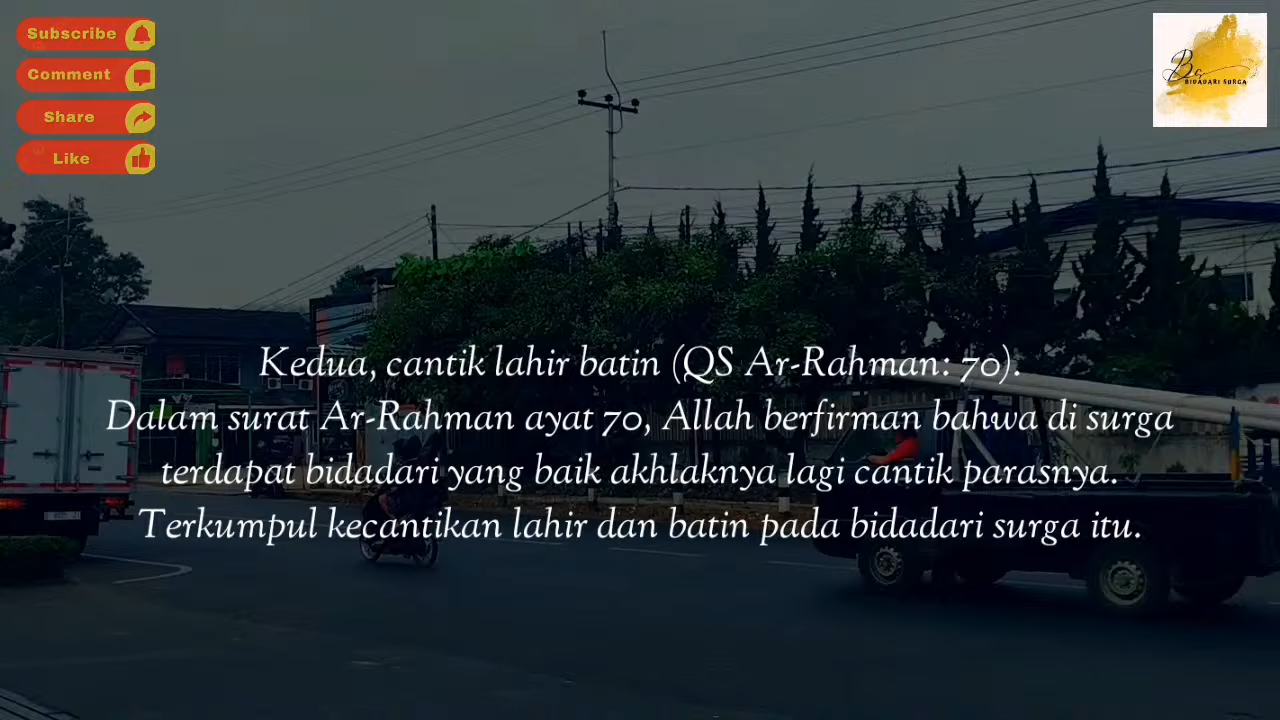 Subscribe
Comment
Share
Like
BIDADARI SURGA
Kedua, cantik lahir batin (QS Ar-Rahman: 70).
Dalam surat Ar-Rahman ayat 70, Allah berfirman bahwa di surga
terdapat bidadari yang baik akhlaknya lagi cantik parasnya.
Terkumpul kecantikan lahir dan batin pada bidadari surga itu.